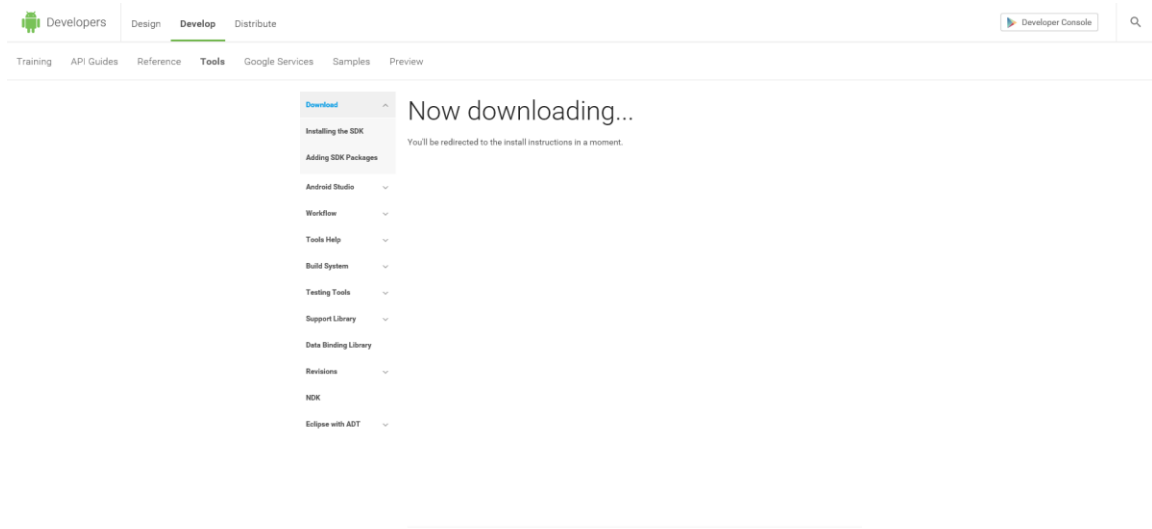 Developers Design Develop Distribute Developer Console
Training API Guides Reference Tools Google Services Samples Preview
Download
Installing the SDK
Adding SDK Packages
Android Studio
Workflow
Tools Help
Build System
Testing Tools
Support Library
Data Binding Library
Revisions
NDK
Eclipse with ADT
Now downloading...
You'll be redirected to the install instructions in a moment.